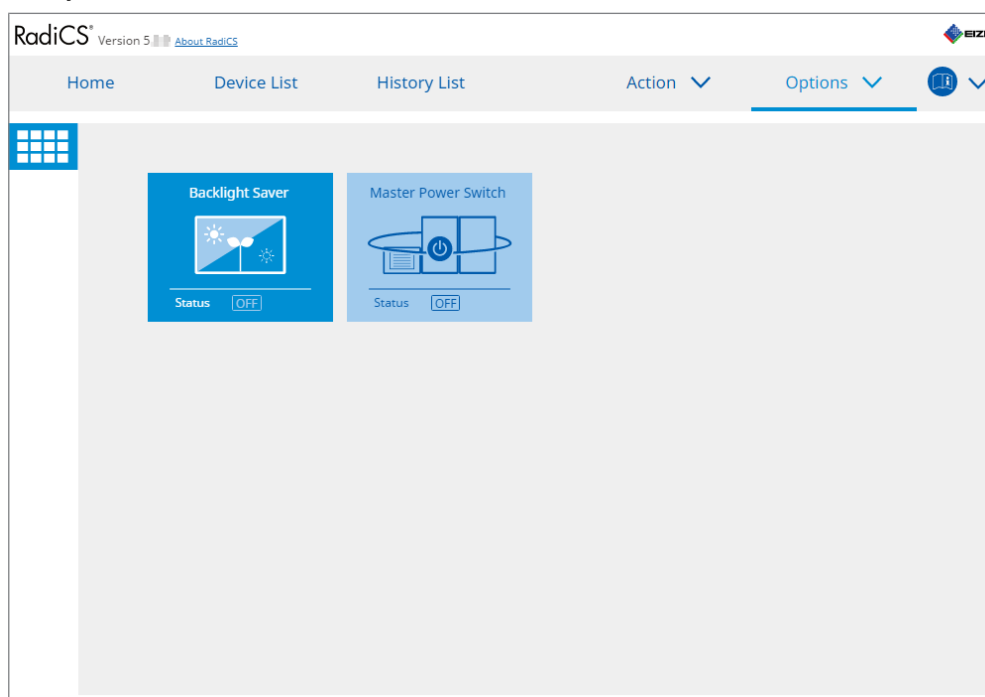 RadiCS® Version 5. About RadiCS
EIZ
Home Device List History List Action Options
Backlight Saver Master Power Switch
Status OFF Status OFF